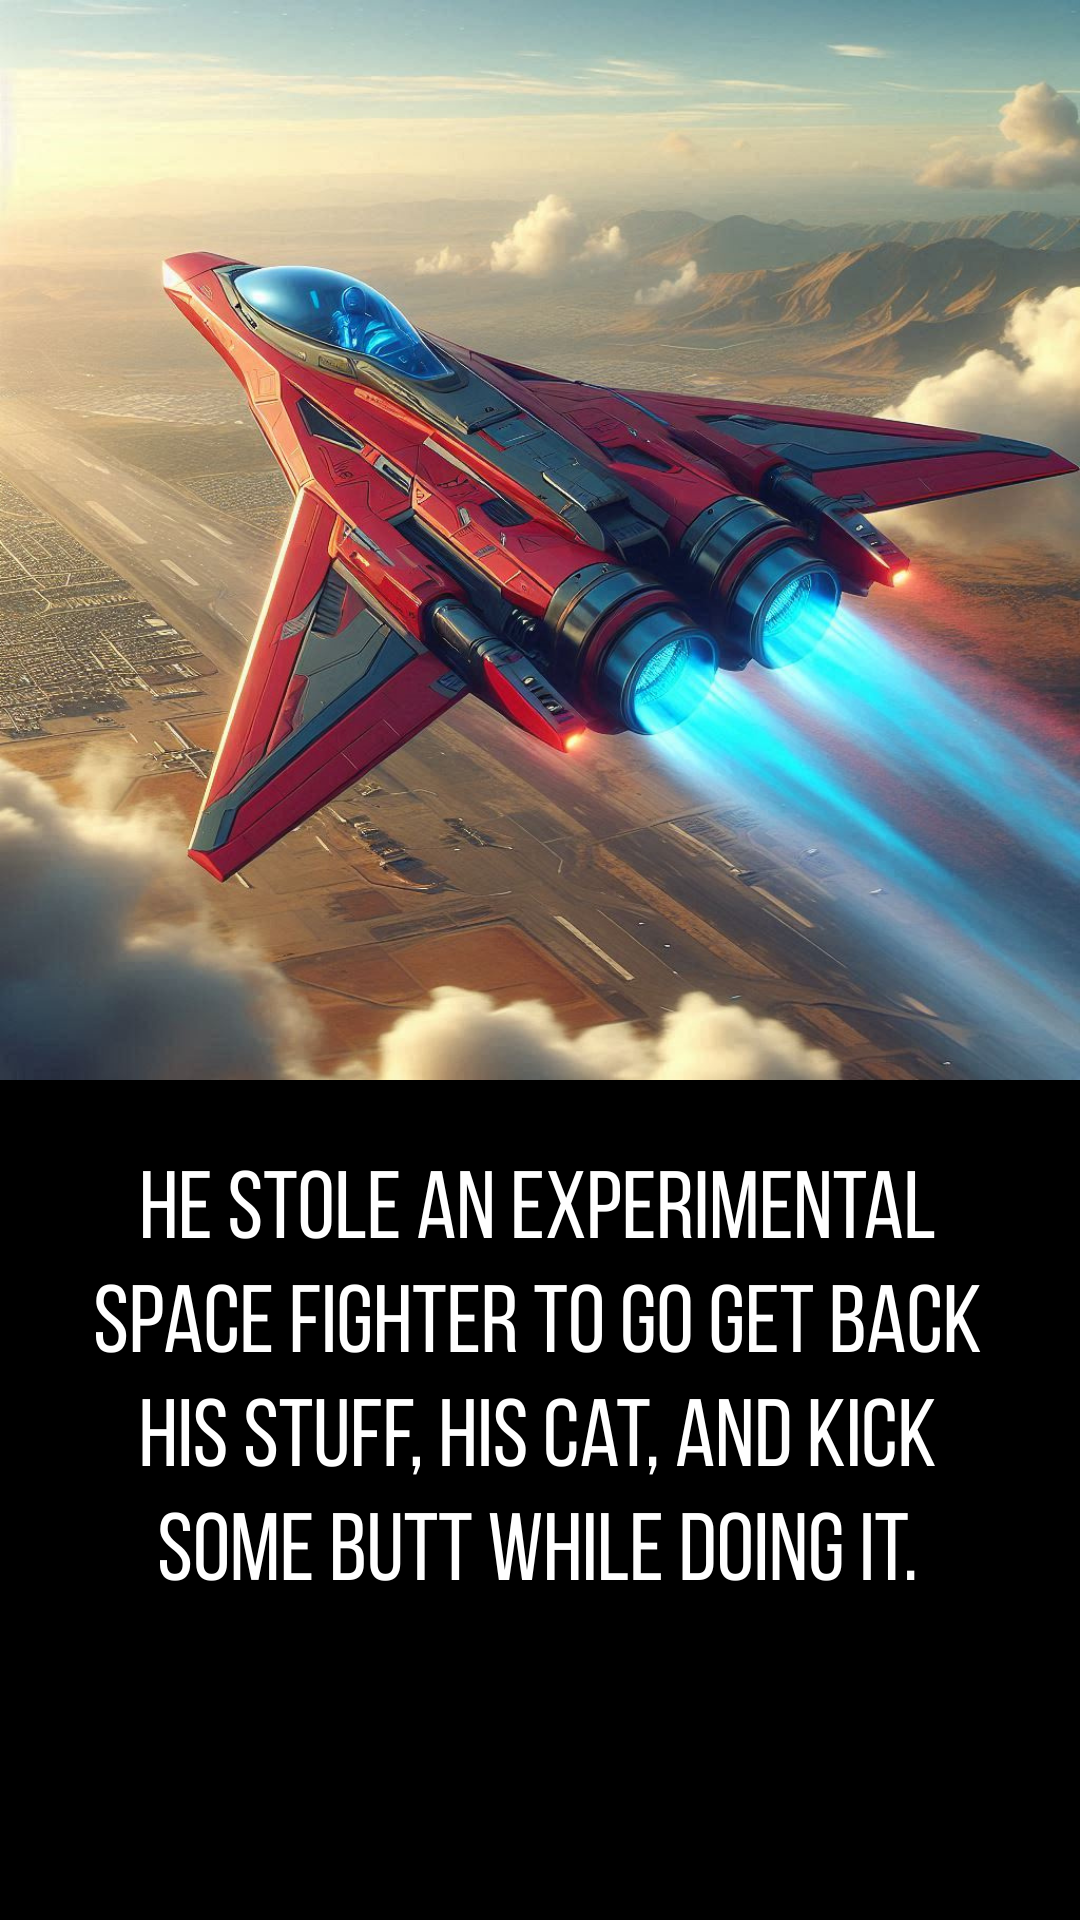 HE STOLE AN EXPERIMENTAL
SPACE FIGHTER TO GO GET BACK
HIS STUFF, HIS CAT, AND KICK
SOME BUTT WHILE DOING IT.